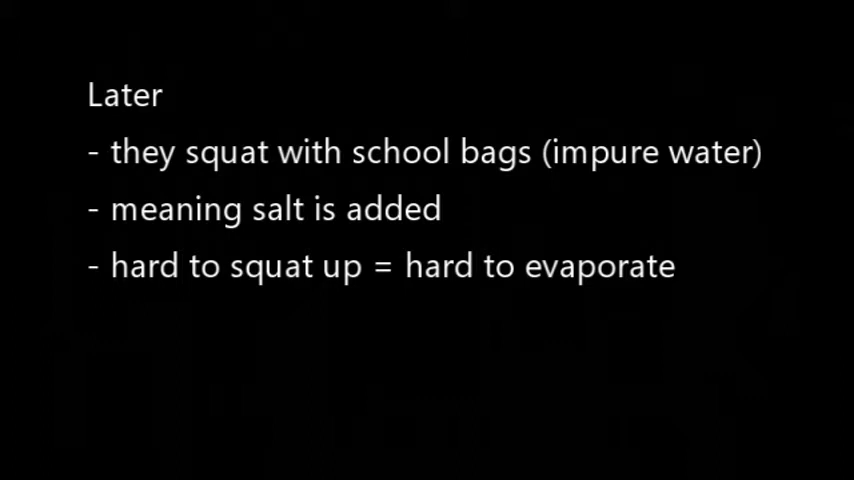 Later
- they squat with school bags (impure water)
- meaning salt is added
- hard to squat up = hard to evaporate